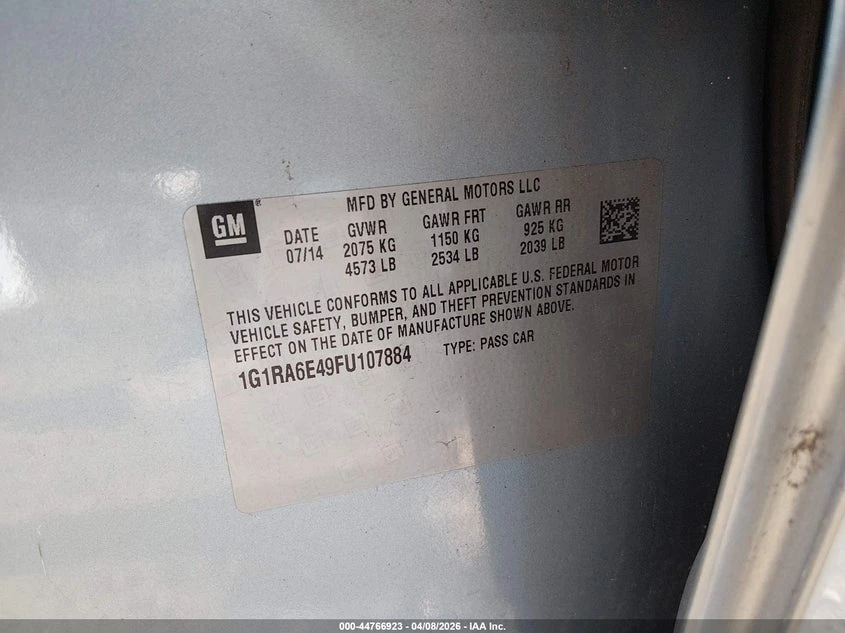 MFD BY GENERAL MOTORS LLC
GM ®
DATE GVWR GAWR FRT GAWR RR
07/14 2075 KG 1150 KG 925 KG
4573 LB 2534 LB 2039 LB
THIS VEHICLE CONFORMS TO ALL APPLICABLE U.S. FEDERAL MOTOR
VEHICLE SAFETY, BUMPER, AND THEFT PREVENTION STANDARDS IN
EFFECT ON THE DATE OF MANUFACTURE SHOWN ABOVE.
1G1RA6E49FU107884 TYPE: PASS CAR
000-44766923 | 04/08/2026 - IAA Inc.